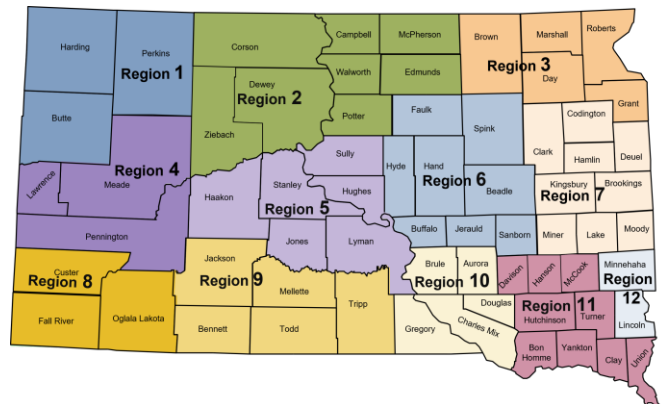 Harding
Perkins
Region 1
Butte
Corson
Dewey
Region 2
Ziebach
Campbell
McPherson
Walworth
Edmunds
Potter
Brown
Marshall
Roberts
Region 3
Day
Grant
Lawrence
Region 4
Meade
Pennington
Sully
Haakon
Stanley
Hughes
Region 5
Jones
Lyman
Faulk
Spink
Hyde
Hand
Region 6
Beadle
Buffalo
Jerauld
Sanborn
Codington
Clark
Hamlin
Deuel
Kingsbury
Brookings
Region 7
Miner
Lake
Moody
Custer
Region 8
Fall River
Oglala Lakota
Jackson
Region 9
Mellette
Tripp
Bennett
Todd
Brule
Aurora
Region 10
Douglas
Gregory
Charles Mix
Davison
Hanson
McCook
Region 11
Hutchinson
Turner
Bon
Homme
Yankton
Clay
Union
Minnehaha
Region
12
Lincoln